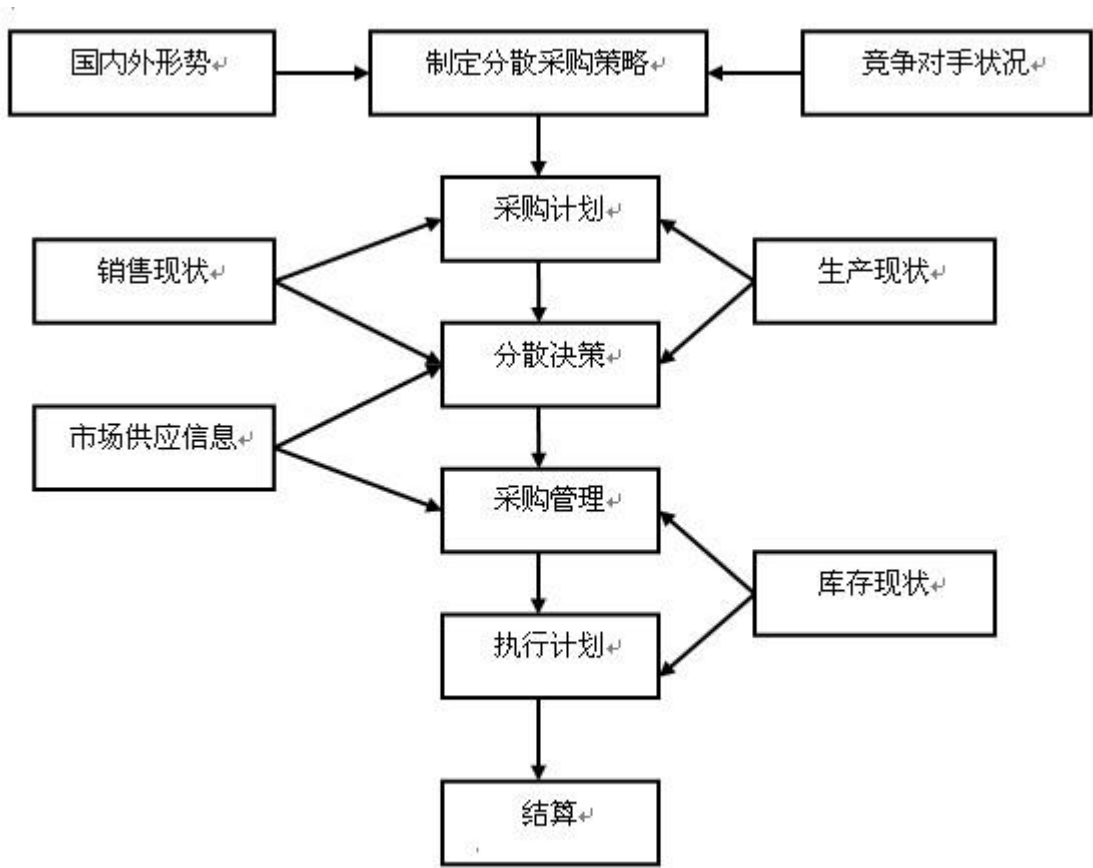 国内外形势
制定分散采购策略
竞争对手状况
采购计划
销售现状
生产现状
分散决策
市场供应信息
采购管理
库存现状
执行计划
结算